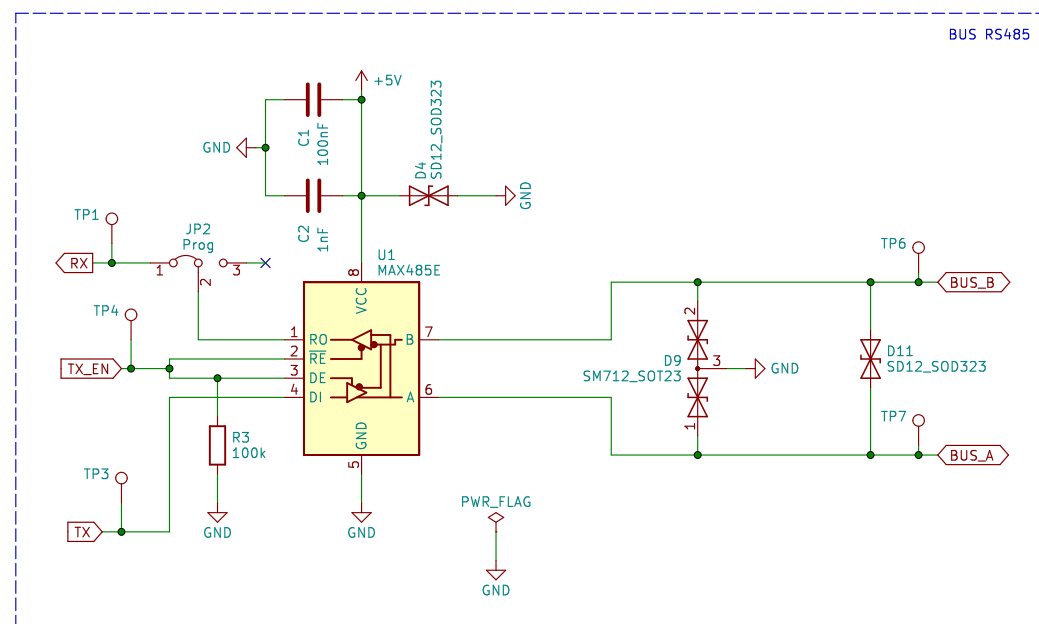 BUS RS485
+5V
C1
100nF
D4
SD12_SOD323
GND
GND
C2
1nF
TP1
JP2
Prog
RX
1
2
3
U1
MAX485E
8
VCC
TP6
BUS_B
TP4
TX_EN
1
RO
2
RE
3
DE
4
DI
7
B
6
A
GND
5
2
D9
SM712_SOT23
3
GND
1
D11
SD12_SOD323
TP7
BUS_A
R3
100k
TP3
TX
GND
GND
PWR_FLAG
GND